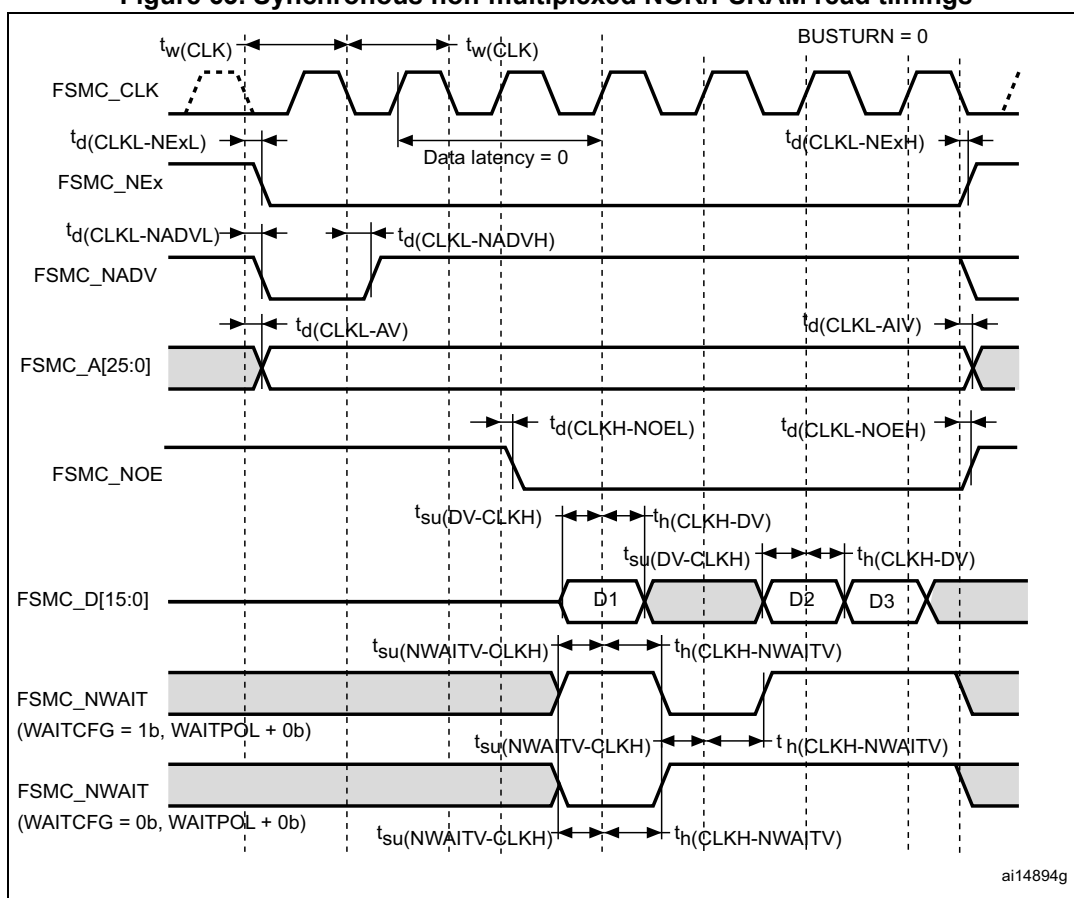 Figure 63. Synchronous non-multiplexed NOR/PSRAM read timings
BUSTURN = 0
tw(CLK)
tw(CLK)
FSMC_CLK
td(CLKL-NExL)
Data latency = 0
td(CLKL-NExH)
FSMC_NEx
td(CLKL-NADVL)
td(CLKL-NADVH)
FSMC_NADV
td(CLKL-AV)
td(CLKL-AIV)
FSMC_A[25:0]
td(CLKH-NOEL)
td(CLKL-NOEH)
FSMC_NOE
tsu(DV-CLKH)
th(CLKH-DV)
tsu(DV-CLKH)
th(CLKH-DV)
FSMC_D[15:0]
D1
D2
D3
tsu(NWAITV-CLKH)
th(CLKH-NWAITV)
FSMC_NWAIT
(WAITCFG = 1b, WAITPOL + 0b)
tsu(NWAITV-CLKH)
t h(CLKH-NWAITV)
FSMC_NWAIT
(WAITCFG = 0b, WAITPOL + 0b)
tsu(NWAITV-CLKH)
th(CLKH-NWAITV)
ai14894g